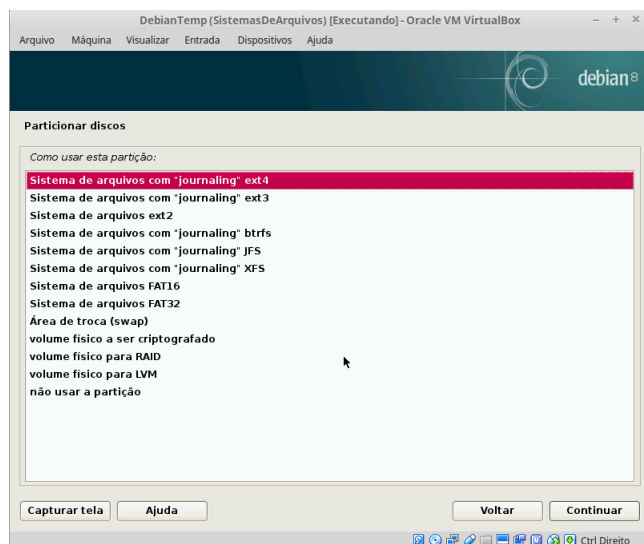 DebianTemp (SistemasDeArquivos) [Executando] - Oracle VM VirtualBox
Arquivo Máquina Visualizar Entrada Dispositivos Ajuda
debian 8
Particionar discos
Como usar esta partição:
Sistema de arquivos com "journaling" ext4
Sistema de arquivos com "journaling" ext3
Sistema de arquivos ext2
Sistema de arquivos com "journaling" btrfs
Sistema de arquivos com "journaling" JFS
Sistema de arquivos com "journaling" XFS
Sistema de arquivos FAT16
Sistema de arquivos FAT32
Área de troca (swap)
volume físico a ser criptografado
volume físico para RAID
volume físico para LVM
não usar a partição
Capturar tela Ajuda Voltar Continuar
Ctrl Direito